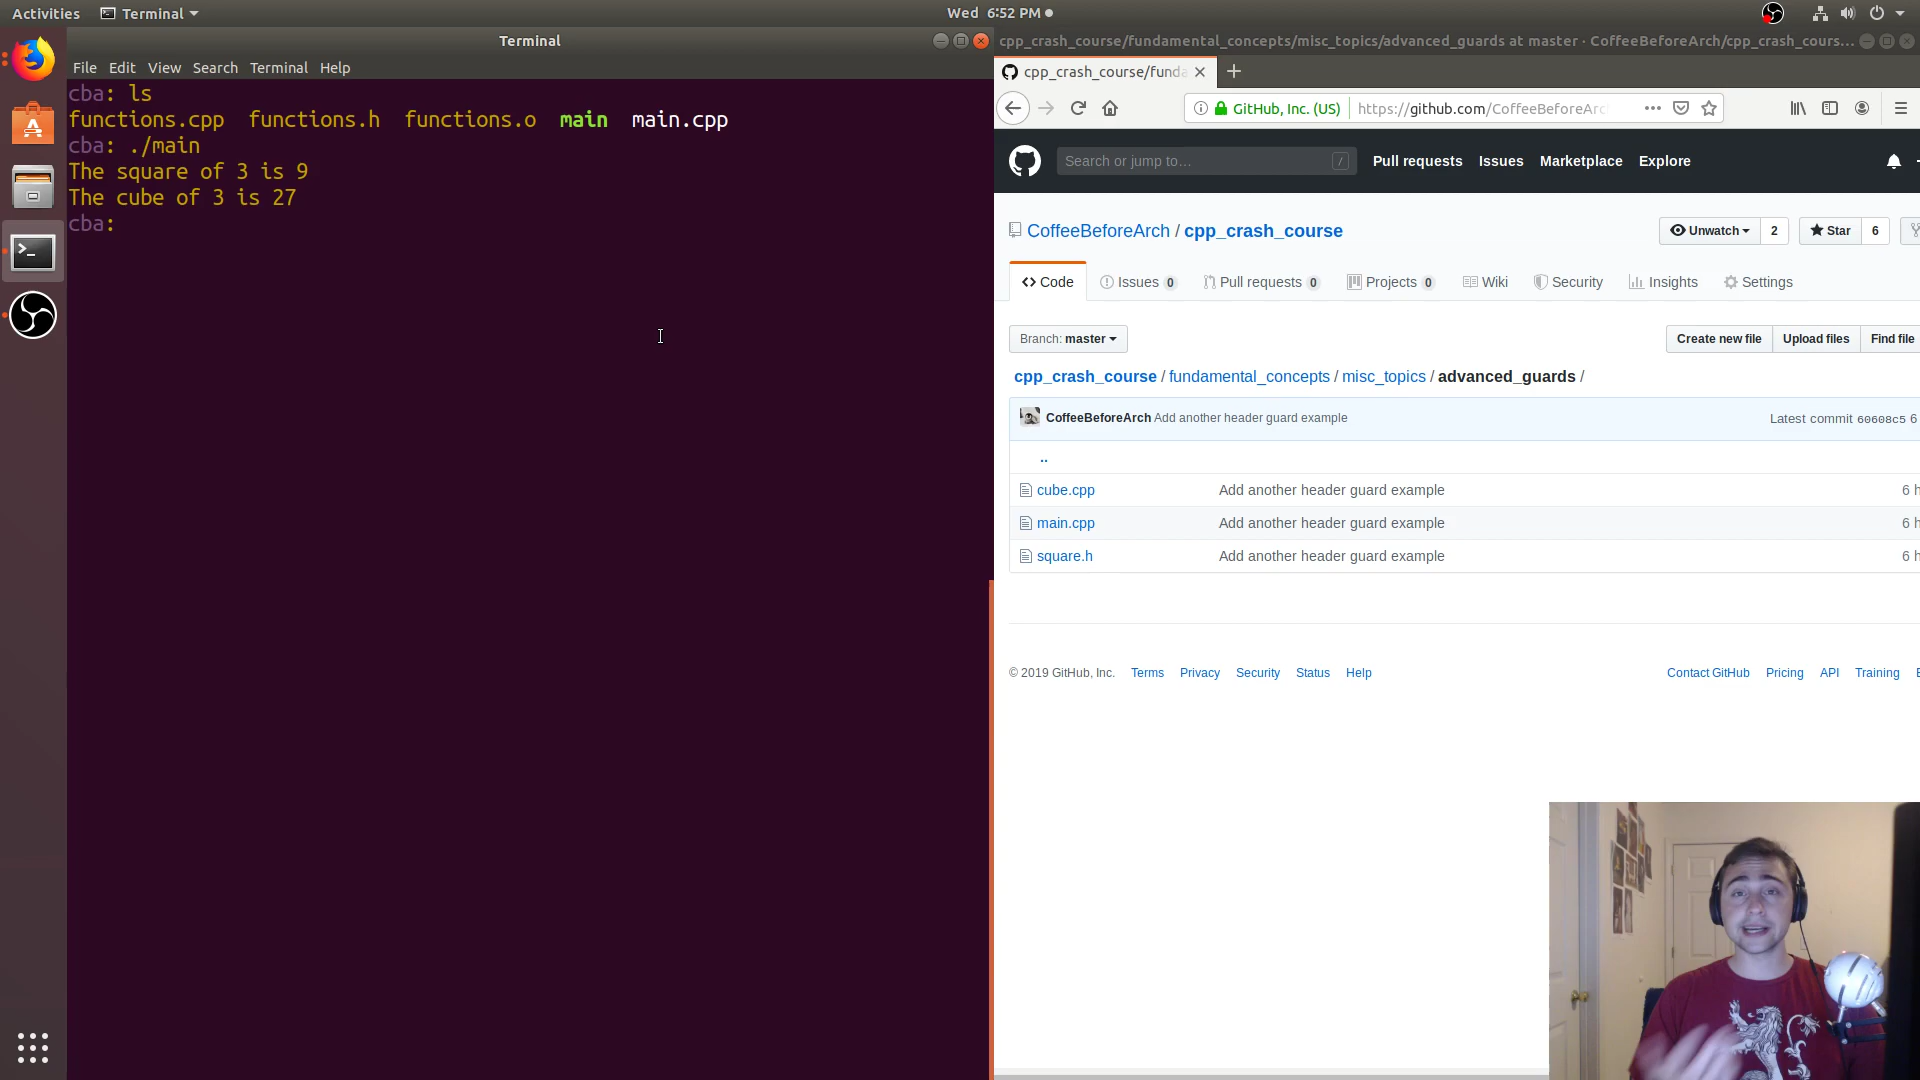 Activities Terminal Wed 6:52 PM
Terminal
File Edit View Search Terminal Help
cba: ls
functions.cpp functions.h functions.o main main.cpp
cba: ./main
The square of 3 is 9
The cube of 3 is 27
cba:
cpp_crash_course/fundamental_concepts/misc_topics/advanced_guards at master · CoffeeBeforeArch/cpp_crash_cours...
cpp_crash_course/funda
GitHub, Inc. (US) https://github.com/CoffeeBeforeArc
Search or jump to… / Pull requests Issues Marketplace Explore
CoffeeBeforeArch / cpp_crash_course Unwatch 2 Star 6
Code Issues 0 Pull requests 0 Projects 0 Wiki Security Insights Settings
Branch: master Create new file Upload files Find file
cpp_crash_course / fundamental_concepts / misc_topics / advanced_guards /
CoffeeBeforeArch Add another header guard example Latest commit 60608c5 6
..
cube.cpp Add another header guard example 6 h
main.cpp Add another header guard example 6 h
square.h Add another header guard example 6 h
© 2019 GitHub, Inc. Terms Privacy Security Status Help Contact GitHub Pricing API Training